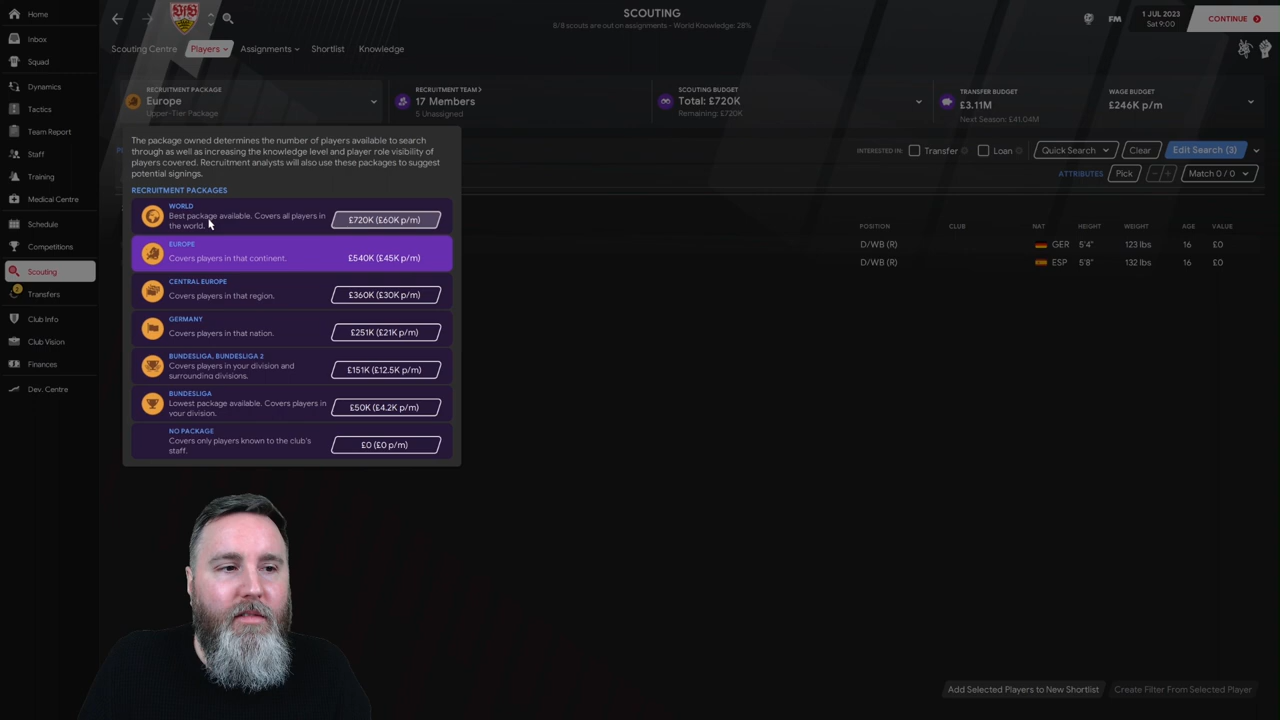 Home
Inbox
Squad
Dynamics
Tactics
Team Report
Staff
Training
Medical Centre
Schedule
Competitions
Scouting
Transfers
Club Info
Club Vision
Finances
Dev. Centre
SCOUTING
8/8 scouts are out on assignments - World Knowledge: 28%
FM
1 JUL 2023
Sat 9:00
CONTINUE
Scouting Centre Players Assignments Shortlist Knowledge
RECRUITMENT PACKAGE
Europe
Upper-Tier Package
RECRUITMENT TEAM >
17 Members
5 Unassigned
SCOUTING BUDGET
Total: £720K
Remaining: £720K
TRANSFER BUDGET
£3.11M
Next Season: £41.04M
WAGE BUDGET
£246K p/m
The package owned determines the number of players available to search
through as well as increasing the knowledge level and player role visibility of
players covered. Recruitment analysts will also use these packages to suggest
potential signings.
RECRUITMENT PACKAGES
WORLD
Best package available. Covers all players in
the world.
£720K (£60K p/m)
EUROPE
Covers players in that continent.
£540K (£45K p/m)
CENTRAL EUROPE
Covers players in that region.
£360K (£30K p/m)
GERMANY
Covers players in that nation.
£251K (£21K p/m)
BUNDESLIGA, BUNDESLIGA 2
Covers players in your division and
surrounding divisions.
£151K (£12.5K p/m)
BUNDESLIGA
Lowest package available. Covers players in
your division.
£50K (£4.2K p/m)
NO PACKAGE
Covers only players known to the club's
staff.
£0 (£0 p/m)
INTERESTED IN: Transfer Loan Quick Search Clear Edit Search (3)
ATTRIBUTES Pick - / + Match 0 / 0
POSITION CLUB NAT HEIGHT WEIGHT AGE VALUE
D/WB (R) GER 5'4" 123 lbs 16 £0
D/WB (R) ESP 5'8" 132 lbs 16 £0
Add Selected Players to New Shortlist
Create Filter From Selected Player